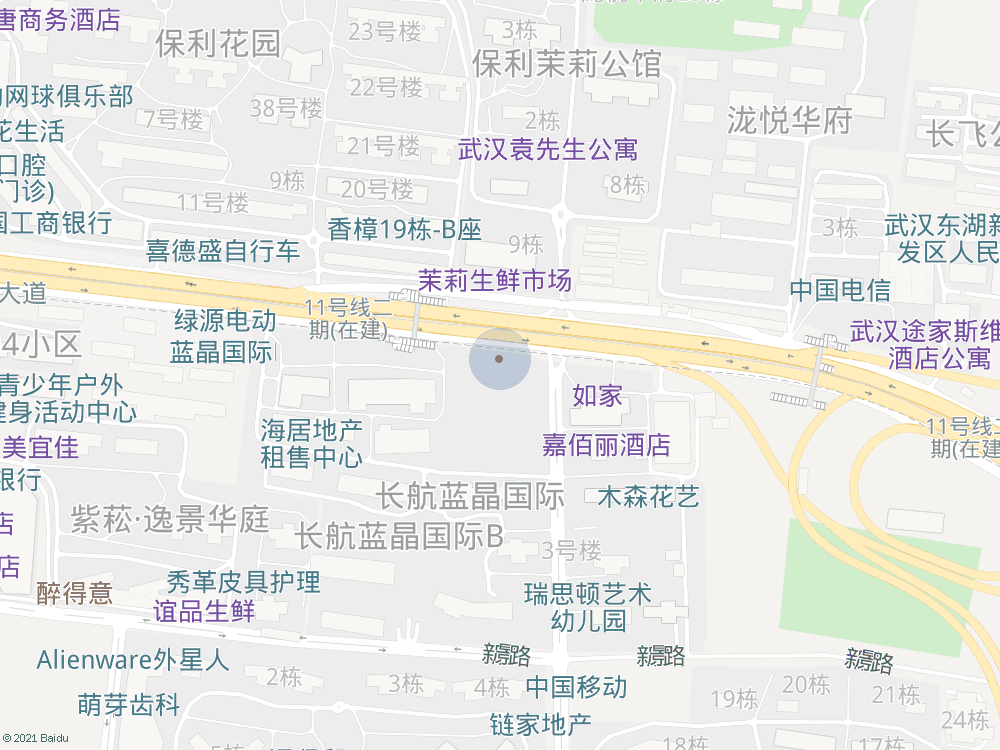 唐商务酒店
保利花园
23号楼
3栋
保利茉莉公馆
网球俱乐部
22号楼
38号楼
7号楼
2栋
泷悦华府
长飞公
花生活
21号楼
武汉袁先生公寓
口腔
门诊)
9栋
20号楼
8栋
11号楼
国工商银行
香樟19栋-B座
3栋
武汉东湖新
发区人民
喜德盛自行车
9栋
茉莉生鲜市场
中国电信
大道
11号线二
期(在建)
绿源电动
蓝晶国际
4小区
武汉途家斯维
酒店公寓
青少年户外
健身活动中心
如家
海居地产
租售中心
美宜佳
嘉佰丽酒店
11号线二
期(在建
银行
长航蓝晶国际
木森花艺
紫菘·逸景华庭
长航蓝晶国际B
店
3号楼
店
秀革皮具护理
醉得意
谊品生鲜
瑞思顿艺术
幼儿园
Alienware外星人
2栋
3栋
4栋
中国移动
萌芽齿科
链家地产
19栋
20栋
21栋
24栋
18栋
17栋
5栋
© 2021 Baidu